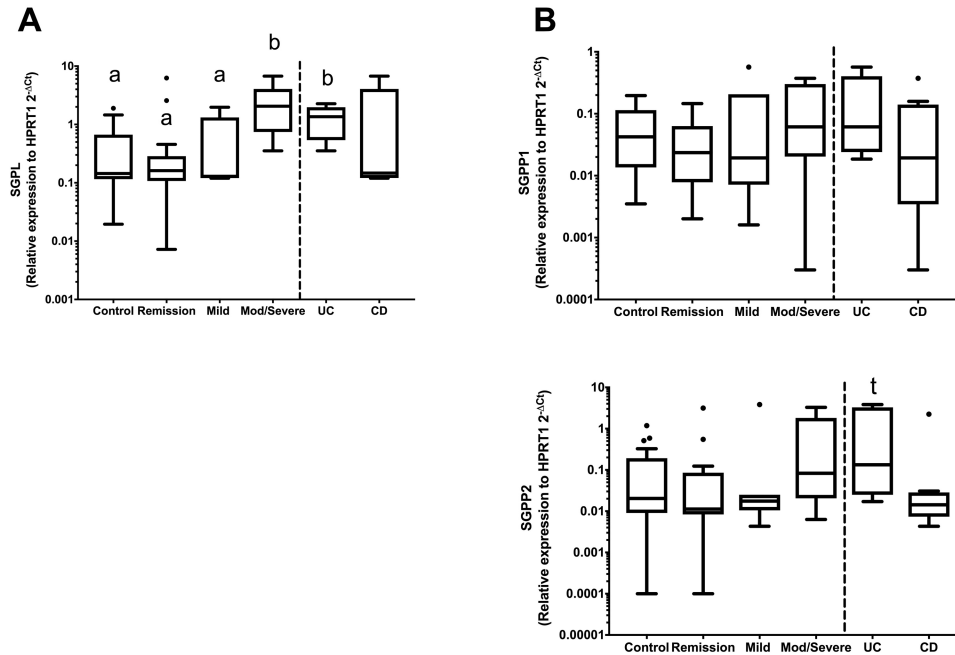 A
SGPL
(Relative expression to HPRT1 2-ΔCt)
10
1
0.1
0.01
0.001
a
a
a
b
b
Control Remission Mild Mod/Severe UC CD
B
SGPP1
(Relative expression to HPRT1 2-ΔCt)
1
0.1
0.01
0.001
0.0001
Control Remission Mild Mod/Severe UC CD
SGPP2
(Relative expression to HPRT1 2-ΔCt)
10
1
0.1
0.01
0.001
0.0001
0.00001
t
Control Remission Mild Mod/Severe UC CD